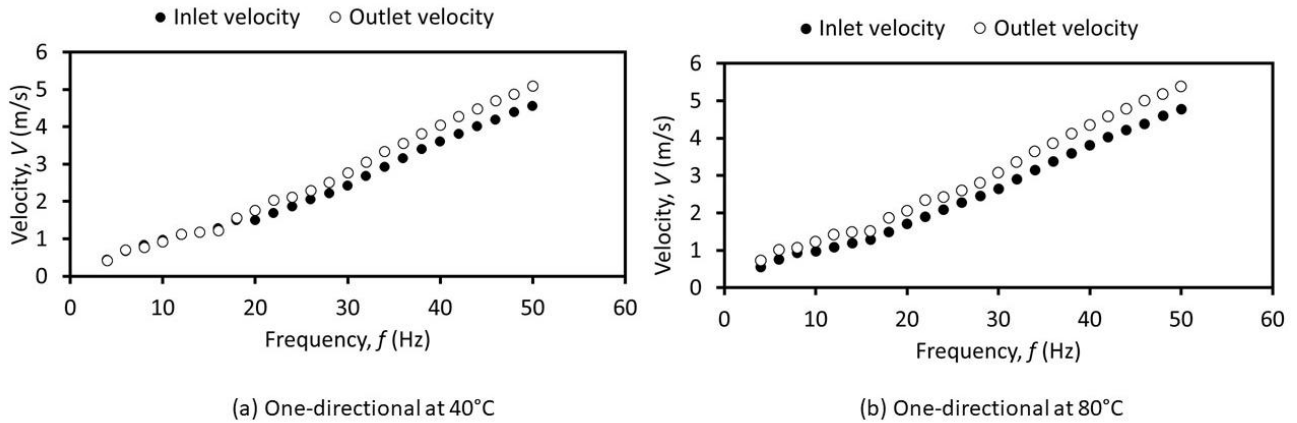 ● Inlet velocity ○ Outlet velocity
Velocity, V (m/s)
6
5
4
3
2
1
0
0 10 20 30 40 50 60
Frequency, f (Hz)
(a) One-directional at 40°C
● Inlet velocity ○ Outlet velocity
Velocity, V (m/s)
6
5
4
3
2
1
0
0 10 20 30 40 50 60
Frequency, f (Hz)
(b) One-directional at 80°C